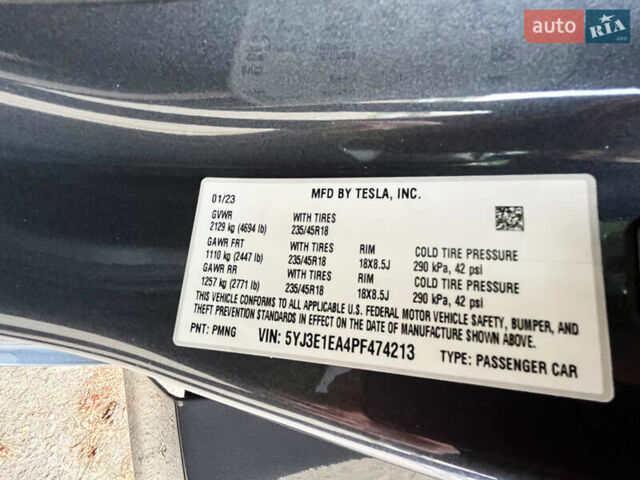 auto RIA.com
MFD BY TESLA, INC.
01/23
GVWR WITH TIRES
2129 kg (4694 lb) 235/45R18
GAWR FRT WITH TIRES RIM COLD TIRE PRESSURE
1110 kg (2447 lb) 235/45R18 18X8.5J 290 kPa, 42 psi
GAWR RR WITH TIRES RIM COLD TIRE PRESSURE
1257 kg (2771 lb) 235/45R18 18X8.5J 290 kPa, 42 psi
THIS VEHICLE CONFORMS TO ALL APPLICABLE U.S. FEDERAL MOTOR VEHICLE SAFETY, BUMPER, AND
THEFT PREVENTION STANDARDS IN EFFECT ON THE DATE OF MANUFACTURE SHOWN ABOVE.
PNT: PMNG VIN: 5YJ3E1EA4PF474213 TYPE: PASSENGER CAR